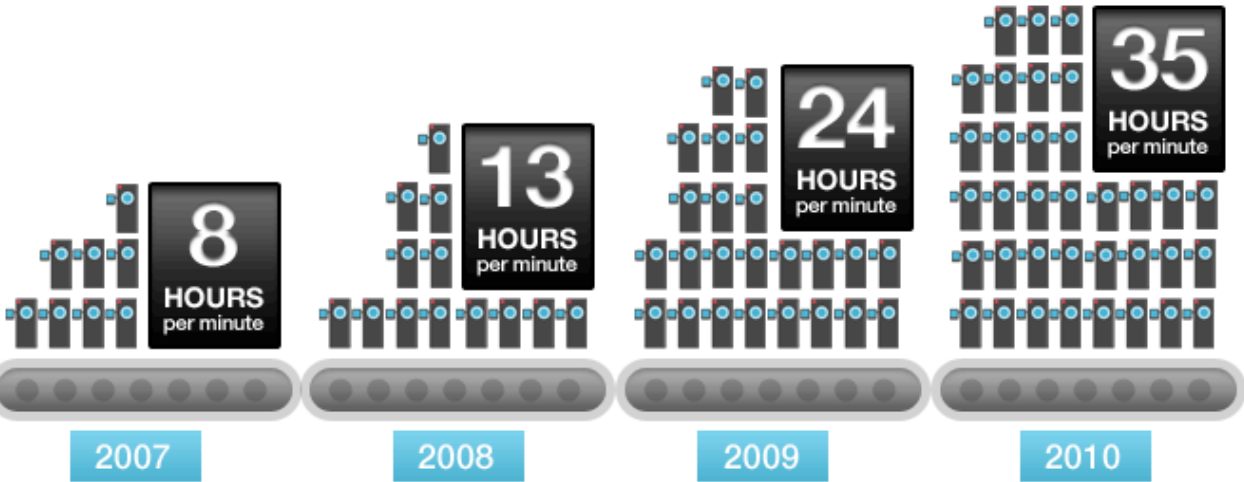 8
HOURS
per minute
13
HOURS
per minute
24
HOURS
per minute
35
HOURS
per minute
2007
2008
2009
2010